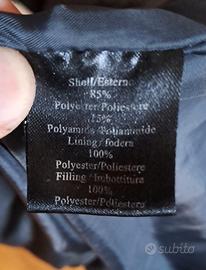 Shell/Esterno
85%
Polyester/Poliestere
15%
Polyamide/Poliammide
Lining/fodera
100%
Polyester/Poliestere
Filling/Imbottitura
100%
Polyester/Poliestere
subito